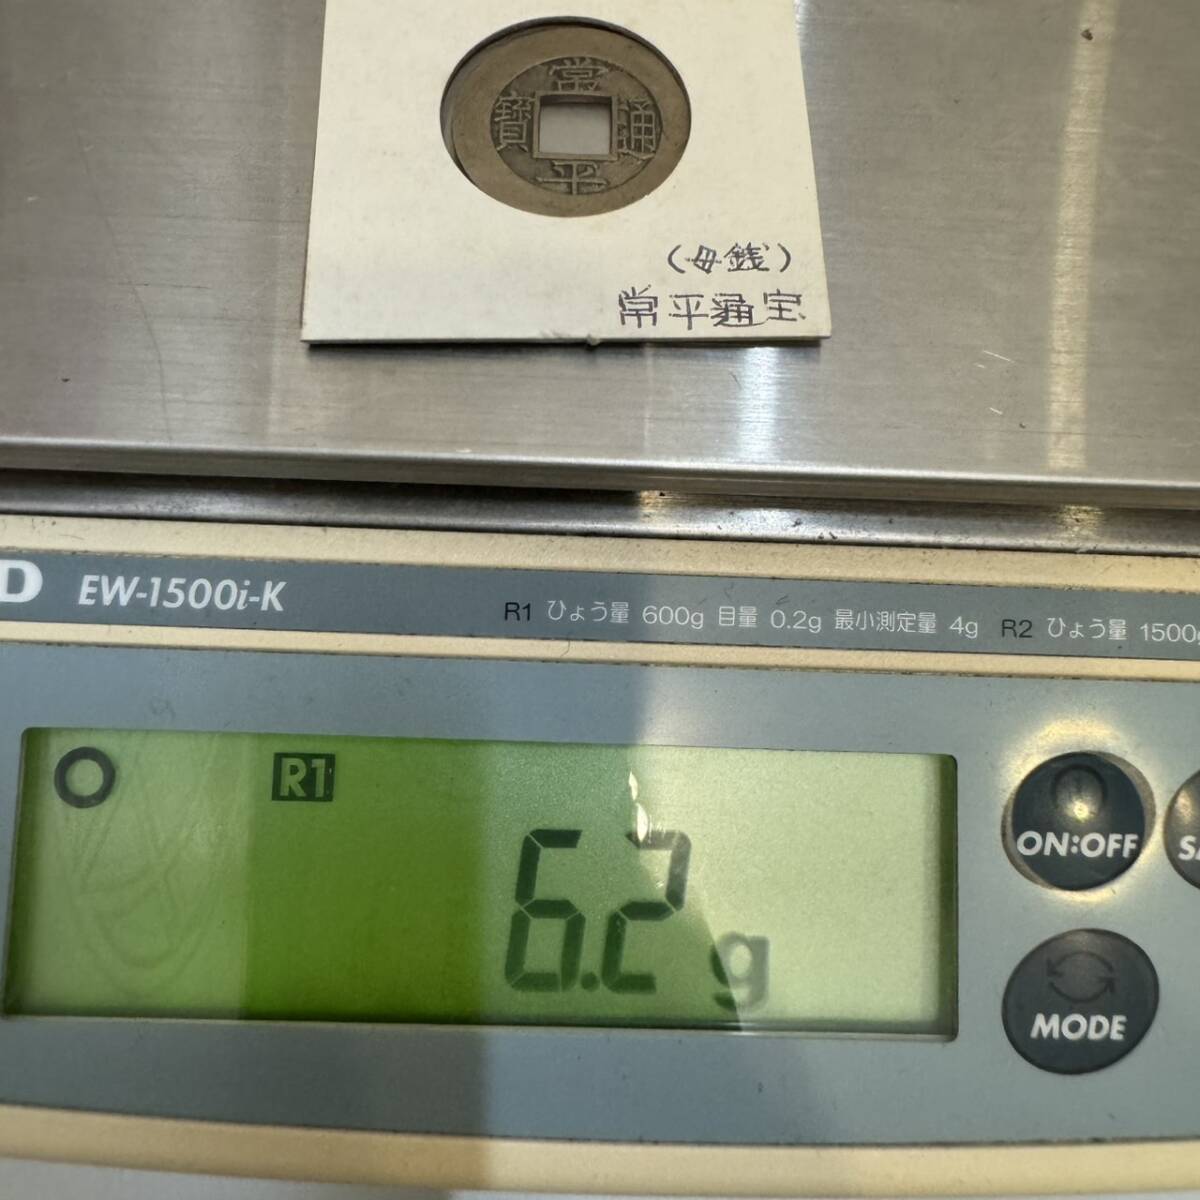 常
寳 通
平
(母銭)
常平通宝
D EW-1500i-K R1 ひょう量 600g 目量 0.2g 最小測定量 4g R2 ひょう量 1500g
R1
6.2 g
ON:OFF
MODE